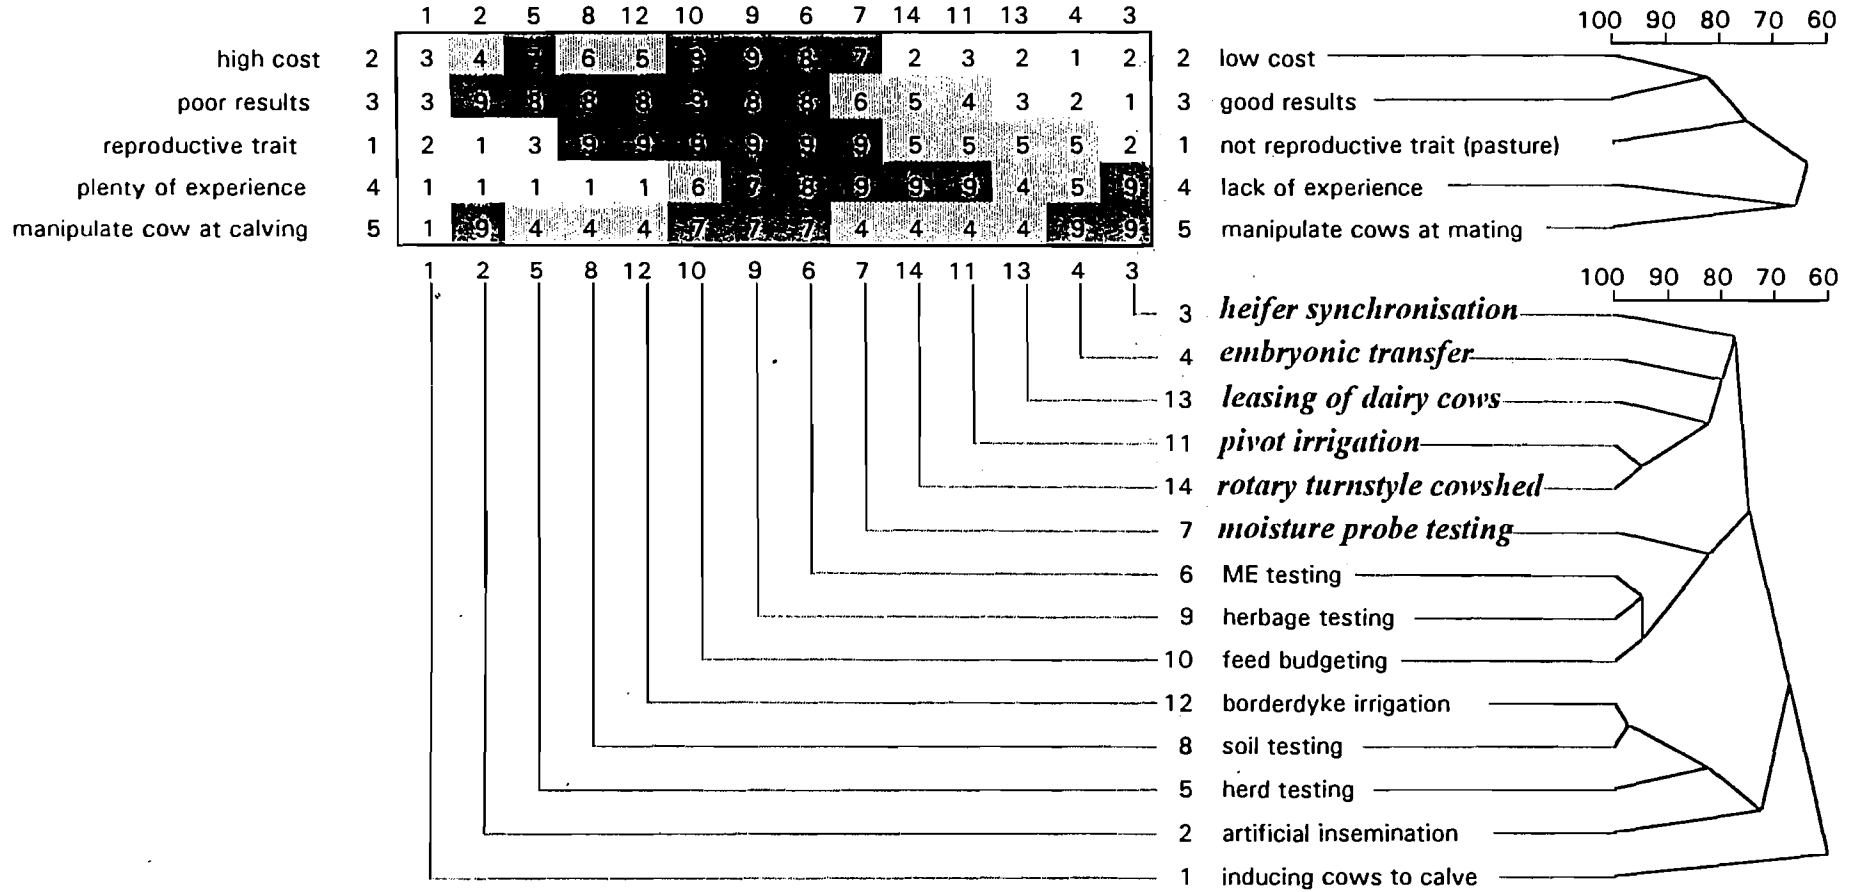 1 2 5 8 12 10 9 6 7 14 11 13 4 3
100 90 80 70 60
high cost 2 3 4 7 6 5 9 9 8 7 2 3 2 1 2 2 low cost
poor results 3 3 9 8 8 8 9 8 8 6 5 4 3 2 1 3 good results
reproductive trait 1 2 1 3 9 9 9 9 9 9 5 5 5 5 2 1 not reproductive trait (pasture)
plenty of experience 4 1 1 1 1 1 6 7 8 9 9 9 4 5 9 4 lack of experience
manipulate cow at calving 5 1 9 4 4 4 7 7 7 4 4 4 4 9 9 5 manipulate cows at mating
1 2 5 8 12 10 9 6 7 14 11 13 4 3
100 90 80 70 60
3 heifer synchronisation
4 embryonic transfer
13 leasing of dairy cows
11 pivot irrigation
14 rotary turnstyle cowshed
7 moisture probe testing
6 ME testing
9 herbage testing
10 feed budgeting
12 borderdyke irrigation
8 soil testing
5 herd testing
2 artificial insemination
1 inducing cows to calve